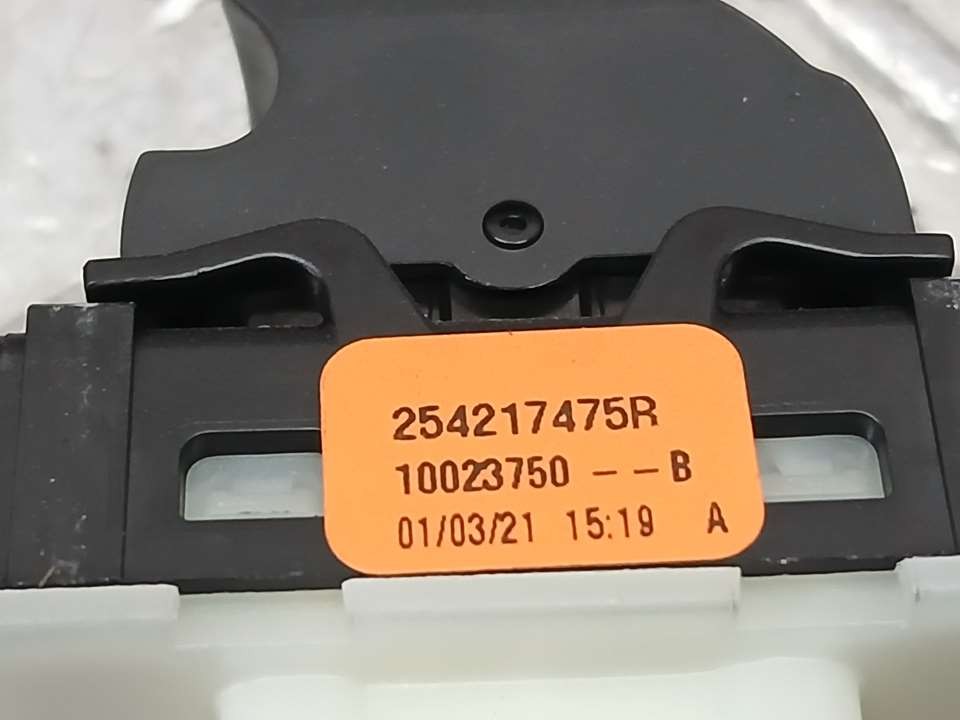 254217475R
10023750 -- B
01/03/21 15:19 A